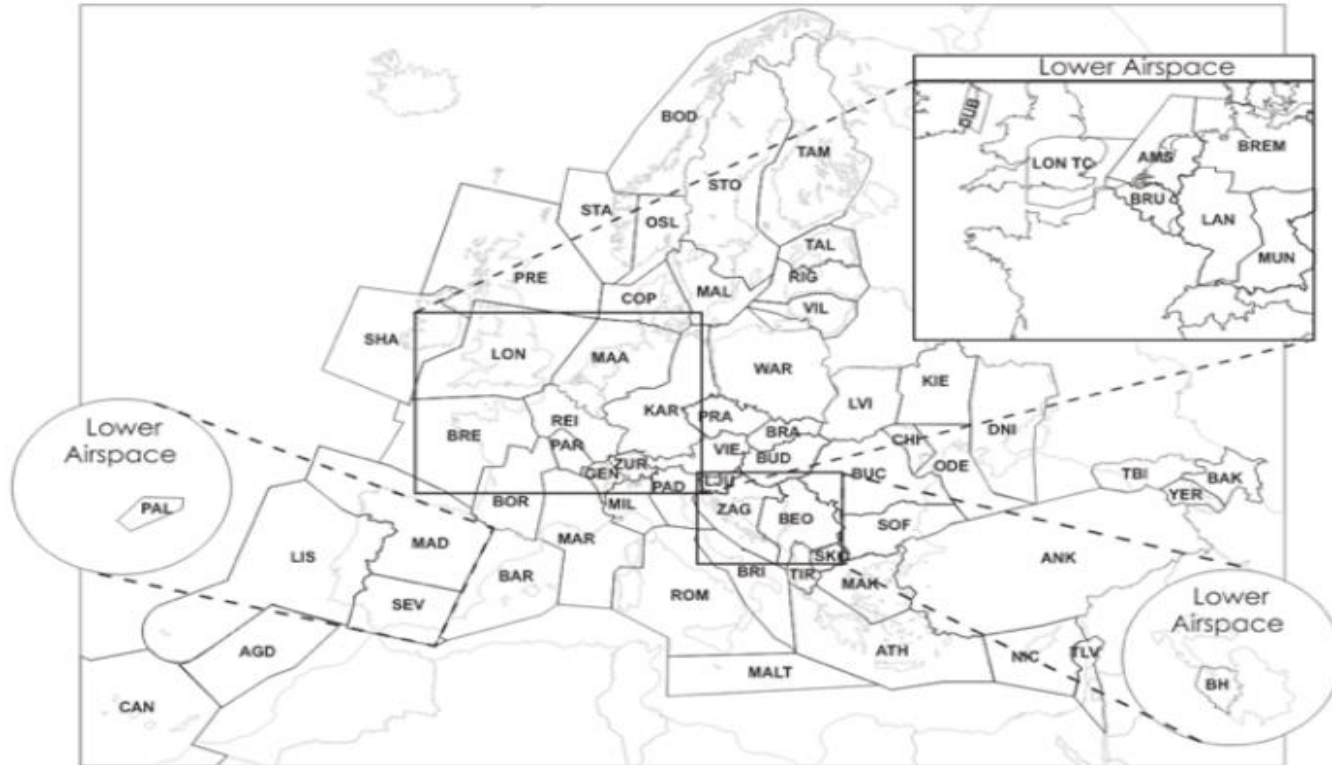 Lower Airspace
DUB
LON TC
AMS
BREM
BRU
LAN
MUN
BOD
TAM
STO
STA
OSL
TAL
PRE
RIG
COP
MAL
VIL
SHA
LON
MAA
WAR
KIE
KAR
LVI
PRA
REI
BRE
BRA
CHI
DNI
PAR
VIE
BUD
ODE
ZUR
GEN
BUC
Lower
Airspace
PAL
PAD
LJU
TBI
BAK
YER
BOR
MIL
ZAG
BEO
SOF
MAD
MAR
LIS
SKO
ANK
BAR
BRI
TIR
MAK
SEV
ROM
Lower
Airspace
AGD
ATH
NIC
TLV
MALT
BH
CAN